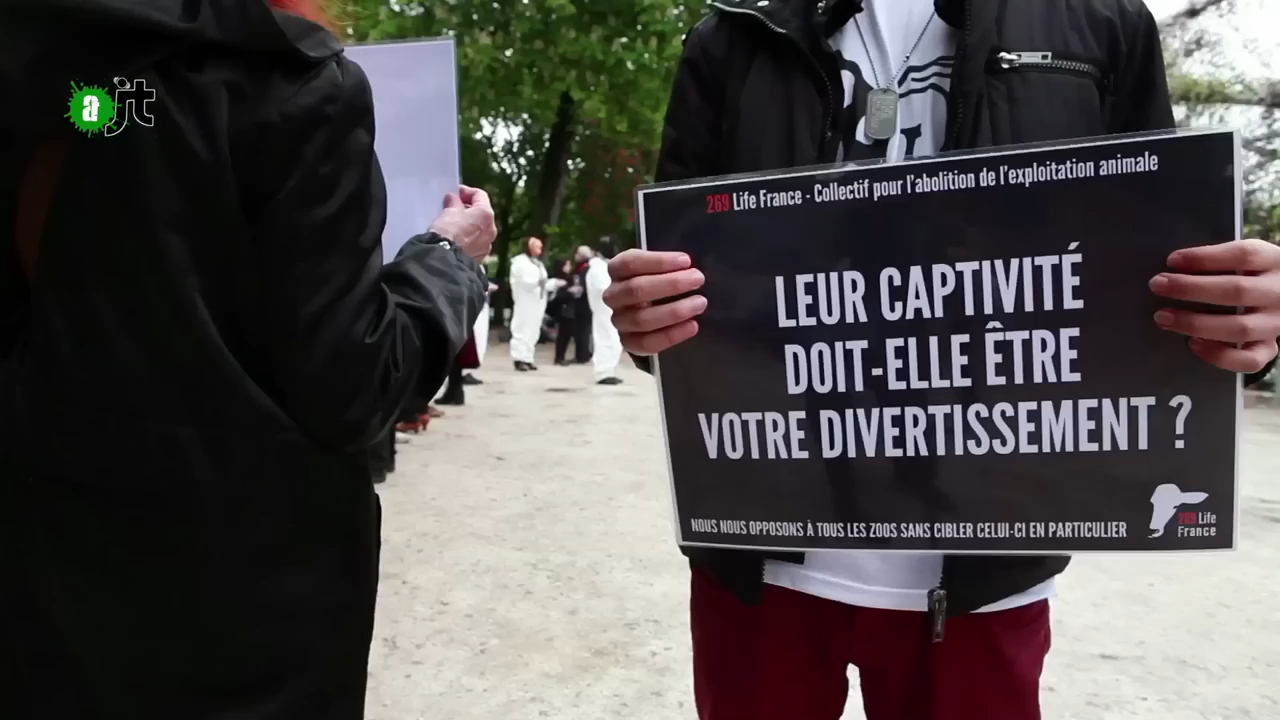 a jt
269 Life France - Collectif pour l'abolition de l'exploitation animale
LEUR CAPTIVITÉ
DOIT-ELLE ÊTRE
VOTRE DIVERTISSEMENT ?
NOUS NOUS OPPOSONS À TOUS LES ZOOS SANS CIBLER CELUI-CI EN PARTICULIER
269 Life
France